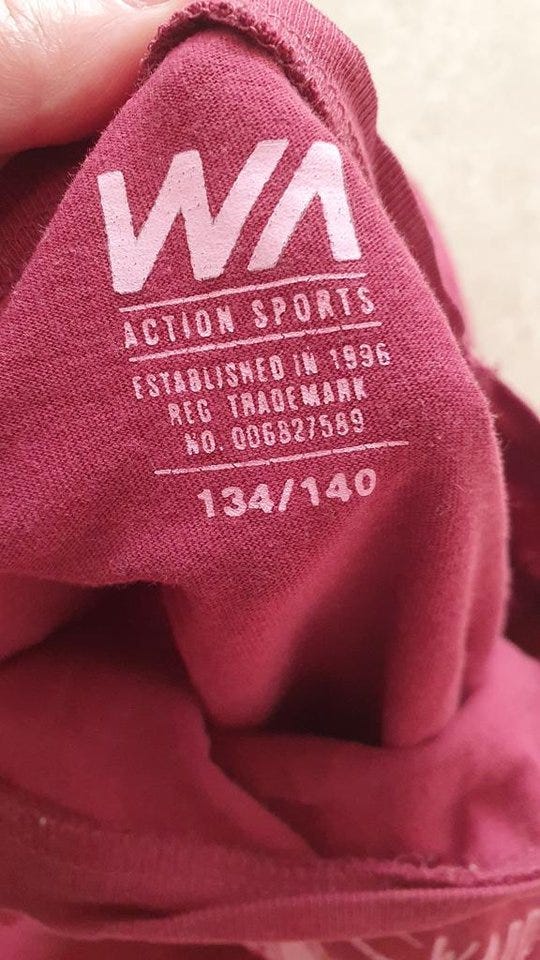 WA
ACTION SPORTS
ESTABLISHED IN 1996
REG TRADEMARK
NO. 006827589
134/140